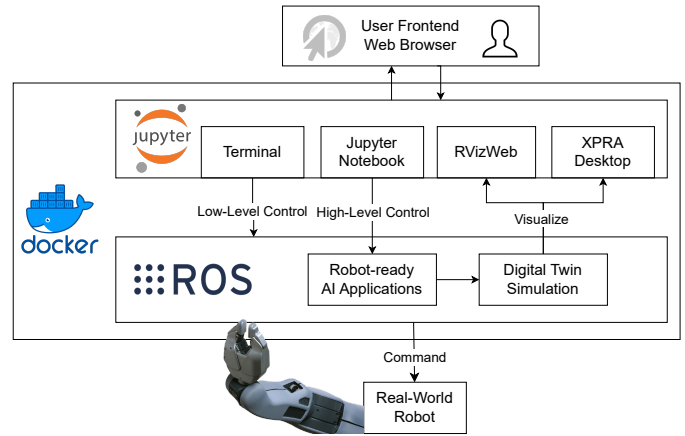 User Frontend
Web Browser
jupyter
Terminal
Jupyter
Notebook
RVizWeb
XPRA
Desktop
docker
Low-Level Control
High-Level Control
Visualize
ROS
Robot-ready
AI Applications
Digital Twin
Simulation
Command
Real-World
Robot